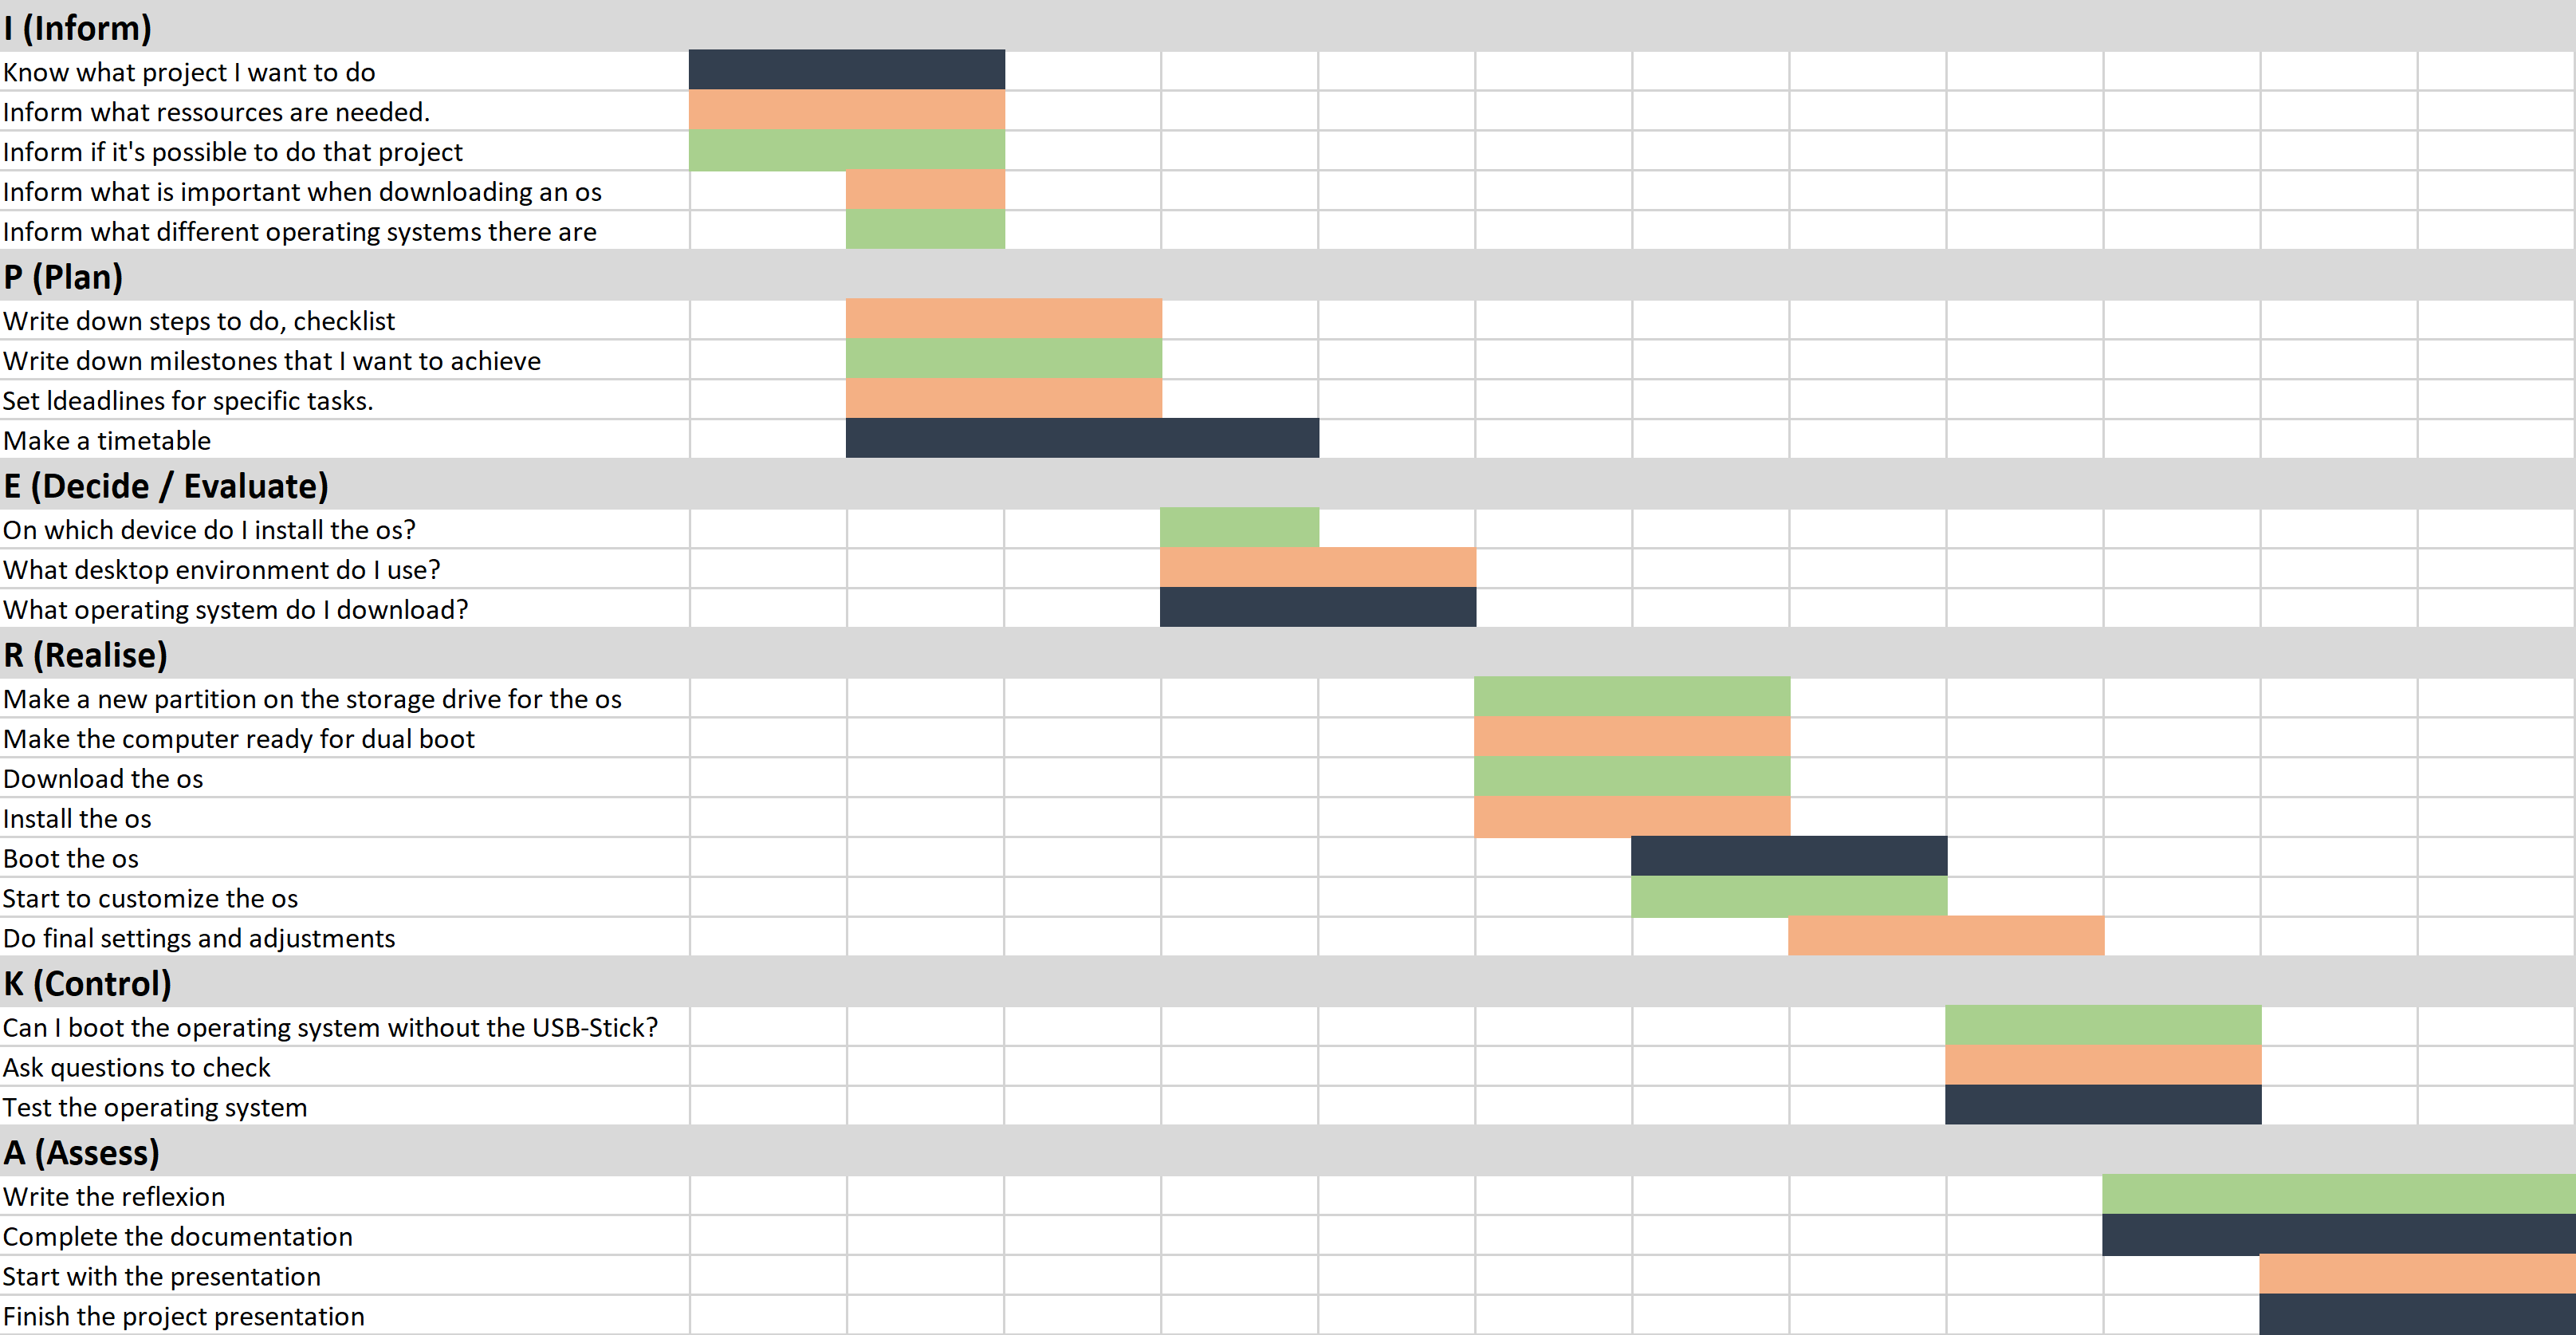 I (Inform)
Know what project I want to do
Inform what ressources are needed.
Inform if it's possible to do that project
Inform what is important when downloading an os
Inform what different operating systems there are
P (Plan)
Write down steps to do, checklist
Write down milestones that I want to achieve
Set ldeadlines for specific tasks.
Make a timetable
E (Decide / Evaluate)
On which device do I install the os?
What desktop environment do I use?
What operating system do I download?
R (Realise)
Make a new partition on the storage drive for the os
Make the computer ready for dual boot
Download the os
Install the os
Boot the os
Start to customize the os
Do final settings and adjustments
K (Control)
Can I boot the operating system without the USB-Stick?
Ask questions to check
Test the operating system
A (Assess)
Write the reflexion
Complete the documentation
Start with the presentation
Finish the project presentation